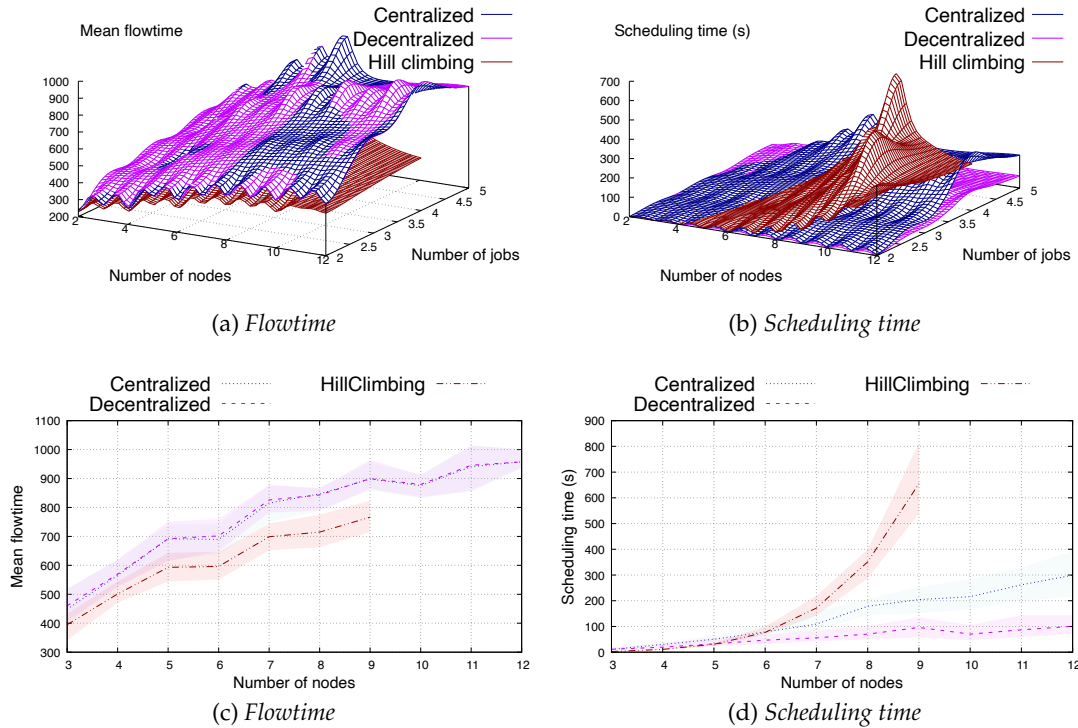 Mean flowtime
Centralized
Decentralized
Hill climbing
1000
900
800
700
600
500
400
300
200
2
4
6
8
10
12
2
2.5
3
3.5
4
4.5
5
Number of nodes
Number of jobs
(a) Flowtime
Scheduling time (s)
Centralized
Decentralized
Hill climbing
700
600
500
400
300
200
100
0
2
4
6
8
10
12
2
2.5
3
3.5
4
4.5
5
Number of nodes
Number of jobs
(b) Scheduling time
Centralized
Decentralized
HillClimbing
Mean flowtime
1100
1000
900
800
700
600
500
400
300
3 4 5 6 7 8 9 10 11 12
Number of nodes
(c) Flowtime
Centralized
Decentralized
HillClimbing
Scheduling time (s)
900
800
700
600
500
400
300
200
100
0
3 4 5 6 7 8 9 10 11 12
Number of nodes
(d) Scheduling time